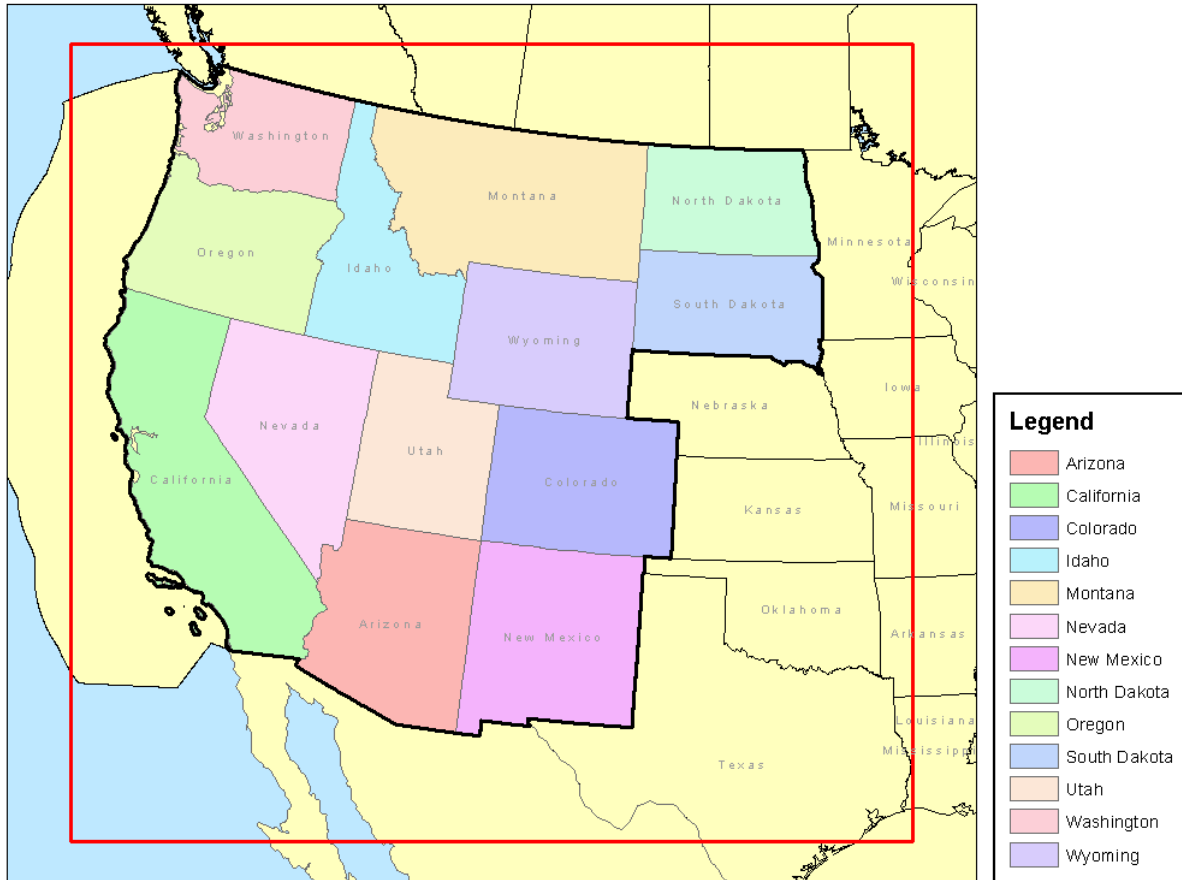 Washington
Montana
North Dakota
Minnesota
Oregon
Idaho
Wisconsin
South Dakota
Wyoming
Iowa
Nebraska
Nevada
Utah
Illinois
California
Colorado
Kansas
Missouri
Oklahoma
Arizona
New Mexico
Arkansas
Louisiana
Mississippi
Texas
Legend
Arizona
California
Colorado
Idaho
Montana
Nevada
New Mexico
North Dakota
Oregon
South Dakota
Utah
Washington
Wyoming